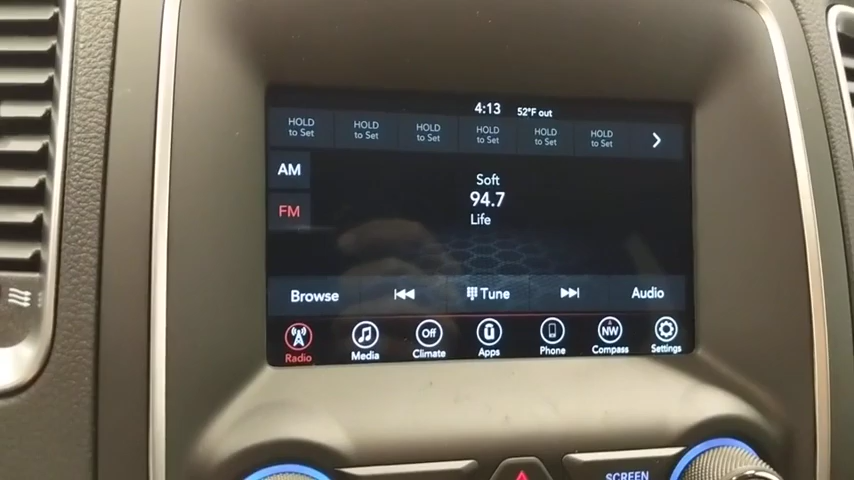 4:13 52°F out
HOLD HOLD HOLD HOLD HOLD HOLD
to Set to Set to Set to Set to Set to Set
AM
FM
Soft
94.7
Life
Browse Tune Audio
Off NW
Radio Media Climate Apps Phone Compass Settings
SCREEN